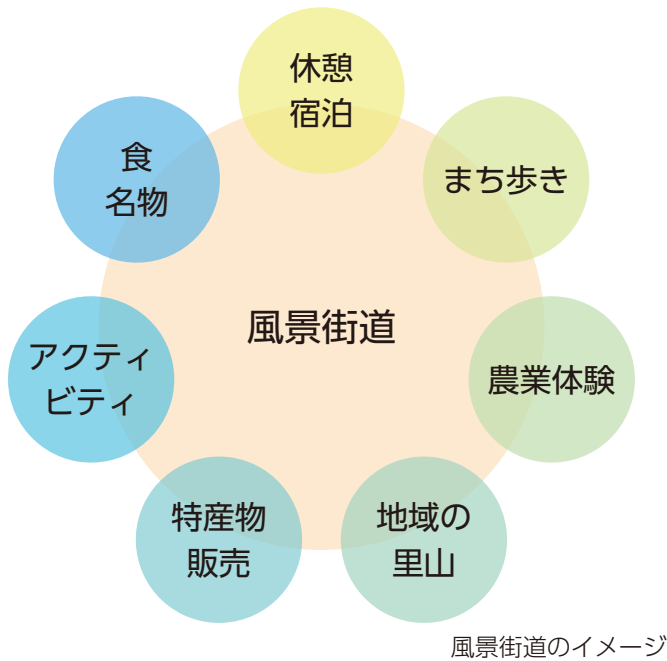 休憩
宿泊
まち歩き
農業体験
地域の
里山
特産物
販売
アクティ
ビティ
食
名物
風景街道
風景街道のイメージ